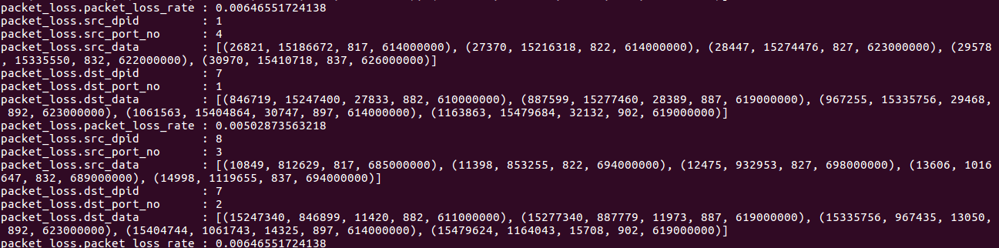 packet_loss.packet_loss_rate : 0.00646551724138
packet_loss.src_dpid : 1
packet_loss.src_port_no : 4
packet_loss.src_data : [(26821, 15186672, 817, 614000000), (27370, 15216318, 822, 614000000), (28447, 15274476, 827, 623000000), (29578
, 15335550, 832, 622000000), (30970, 15410718, 837, 626000000)]
packet_loss.dst_dpid : 7
packet_loss.dst_port_no : 1
packet_loss.dst_data : [(846719, 15247400, 27833, 882, 610000000), (887599, 15277460, 28389, 887, 619000000), (967255, 15335756, 29468,
892, 623000000), (1061563, 15404864, 30747, 897, 614000000), (1163863, 15479684, 32132, 902, 619000000)]
packet_loss.packet_loss_rate : 0.00502873563218
packet_loss.src_dpid : 8
packet_loss.src_port_no : 3
packet_loss.src_data : [(10849, 812629, 817, 685000000), (11398, 853255, 822, 694000000), (12475, 932953, 827, 698000000), (13606, 1016
647, 832, 689000000), (14998, 1119655, 837, 694000000)]
packet_loss.dst_dpid : 7
packet_loss.dst_port_no : 2
packet_loss.dst_data : [(15247340, 846899, 11420, 882, 611000000), (15277340, 887779, 11973, 887, 619000000), (15335756, 967435, 13050,
892, 623000000), (15404744, 1061743, 14325, 897, 614000000), (15479624, 1164043, 15708, 902, 619000000)]
packet_loss.packet_loss_rate : 0.00646551724138